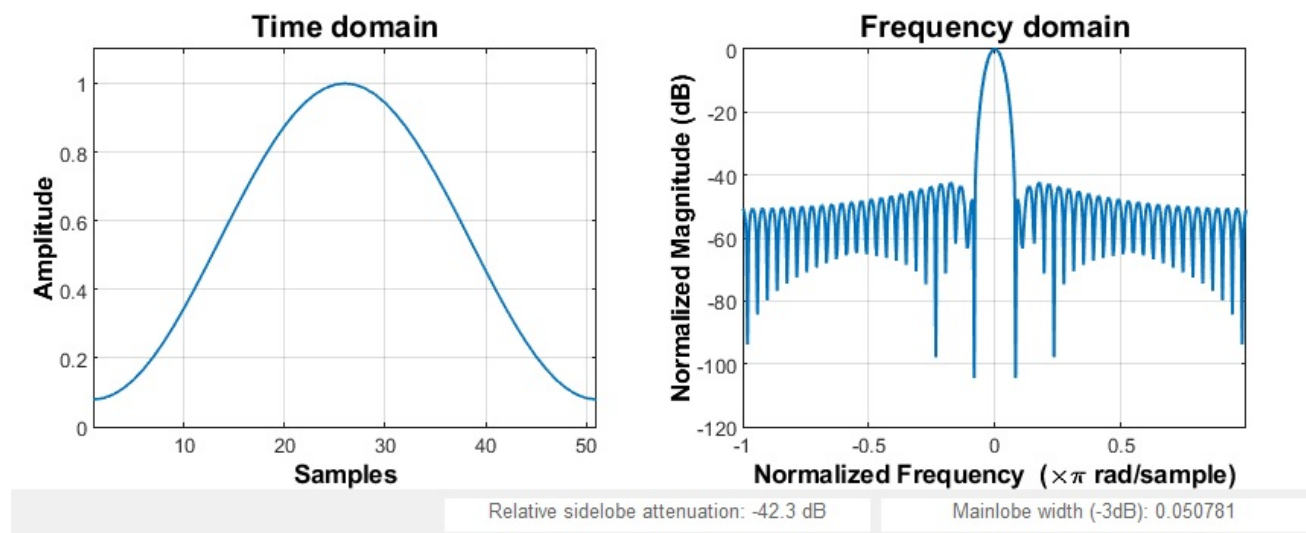 Time domain
Amplitude
1
0.8
0.6
0.4
0.2
0
10
20
30
40
50
Samples
Frequency domain
Normalized Magnitude (dB)
0
-20
-40
-60
-80
-100
-120
-1
-0.5
0
0.5
Normalized Frequency (×π rad/sample)
Relative sidelobe attenuation: -42.3 dB
Mainlobe width (-3dB): 0.050781